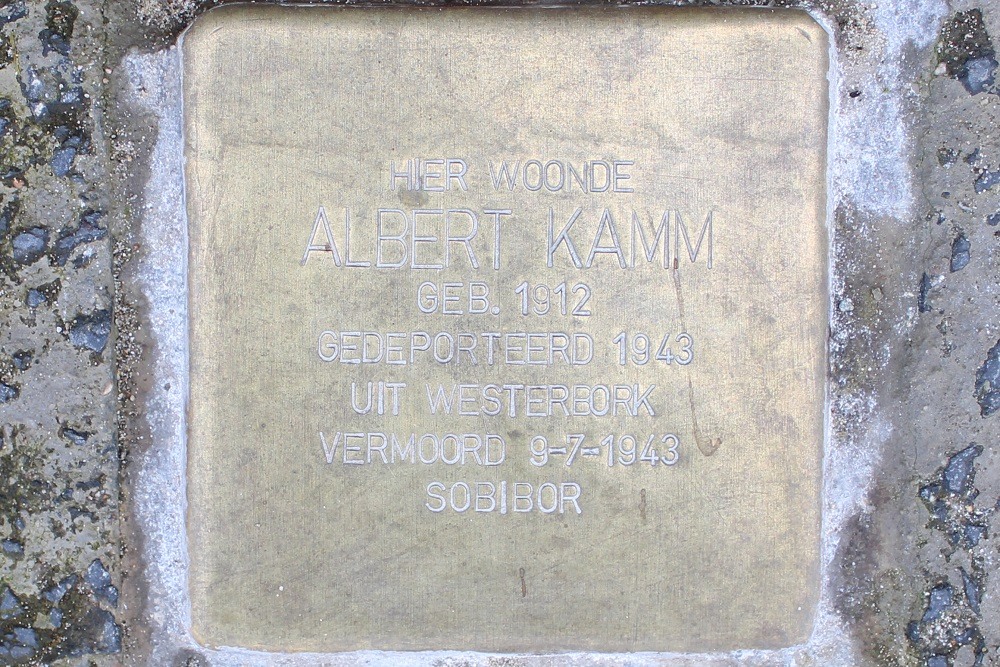 HIER WOONDE
ALBERT KAMM
GEB. 1912
GEDEPORTEERD 1943
UIT WESTERBORK
VERMOORD 9-7-1943
SOBIBOR